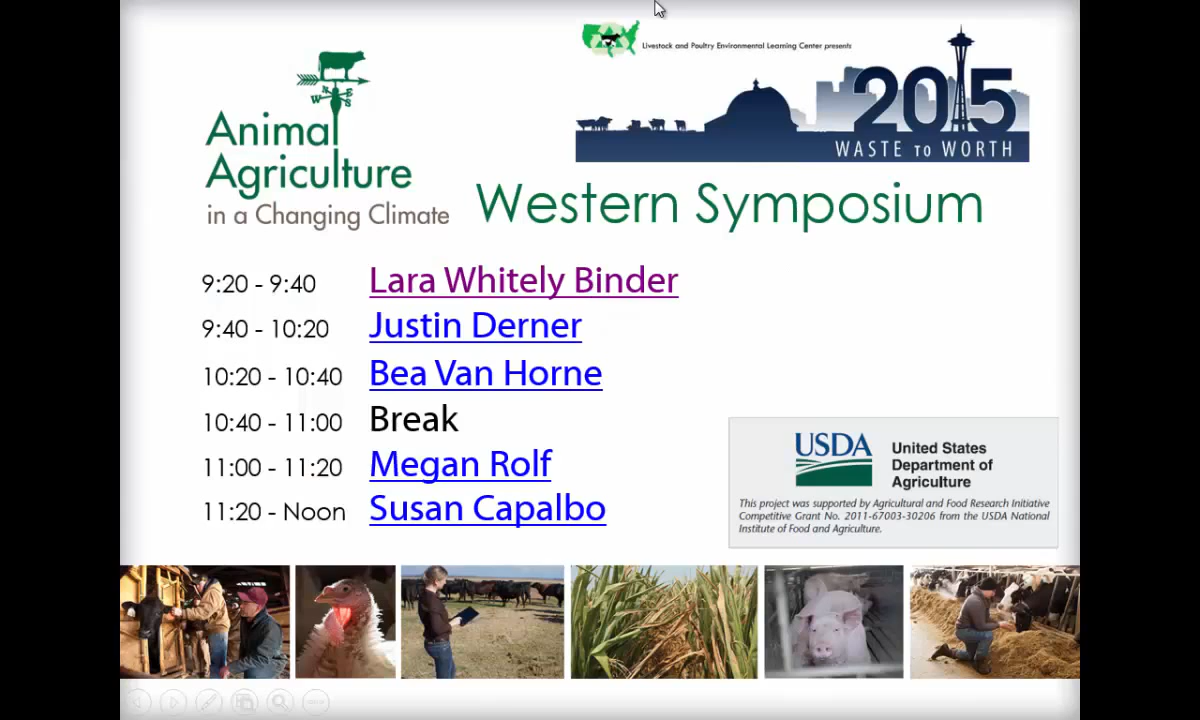 Livestock and Poultry Environmental Learning Center presents
2015
WASTE TO WORTH
N
W E
S
Animal
Agriculture
in a Changing Climate
Western Symposium
9:20 - 9:40 Lara Whitely Binder
9:40 - 10:20 Justin Derner
10:20 - 10:40 Bea Van Horne
10:40 - 11:00 Break
11:00 - 11:20 Megan Rolf
11:20 - Noon Susan Capalbo
USDA
United States
Department of
Agriculture
This project was supported by Agricultural and Food Research Initiative
Competitive Grant No. 2011-67003-30206 from the USDA National
Institute of Food and Agriculture.